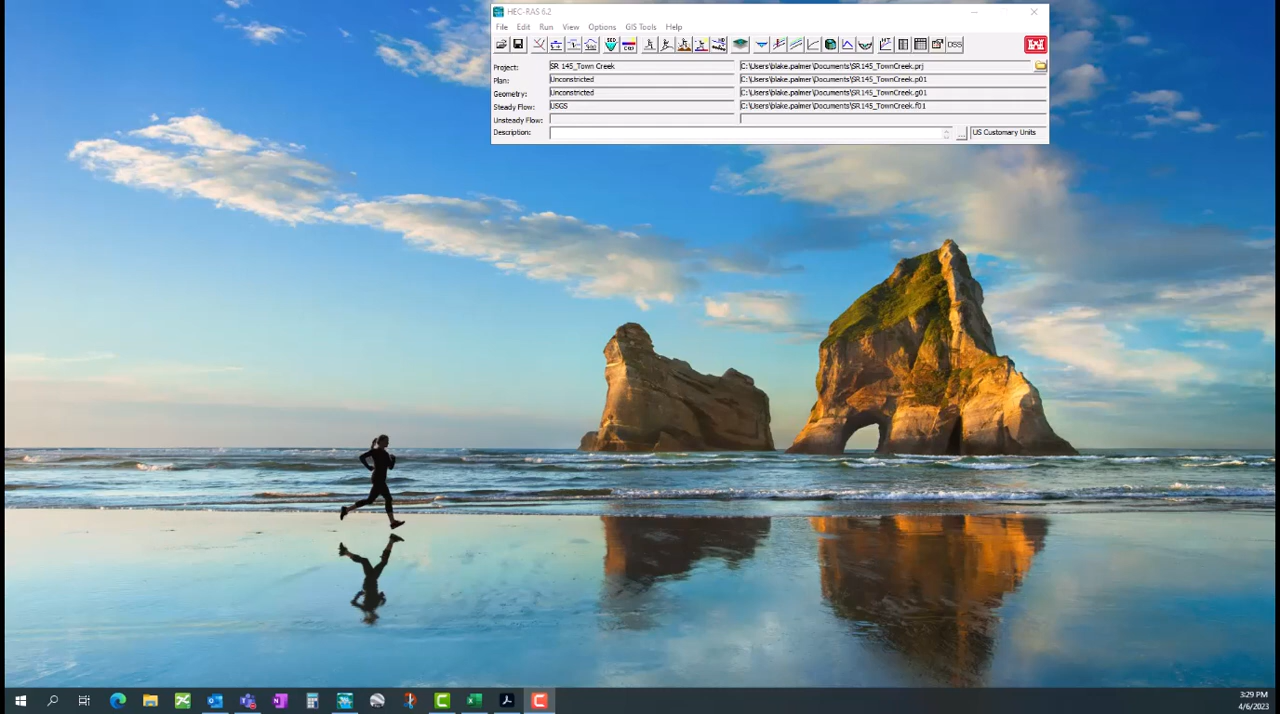 HEC-RAS 6.2
File Edit Run View Options GIS Tools Help
DSS
Project: SR 145_Town Creek C:\Users\blake.palmer\Documents\SR145_TownCreek.prj
Plan: Unconstricted C:\Users\blake.palmer\Documents\SR145_TownCreek.p01
Geometry: Unconstricted C:\Users\blake.palmer\Documents\SR145_TownCreek.g01
Steady Flow: USGS C:\Users\blake.palmer\Documents\SR145_TownCreek.f01
Unsteady Flow:
Description: ... US Customary Units
3:29 PM
4/6/2023